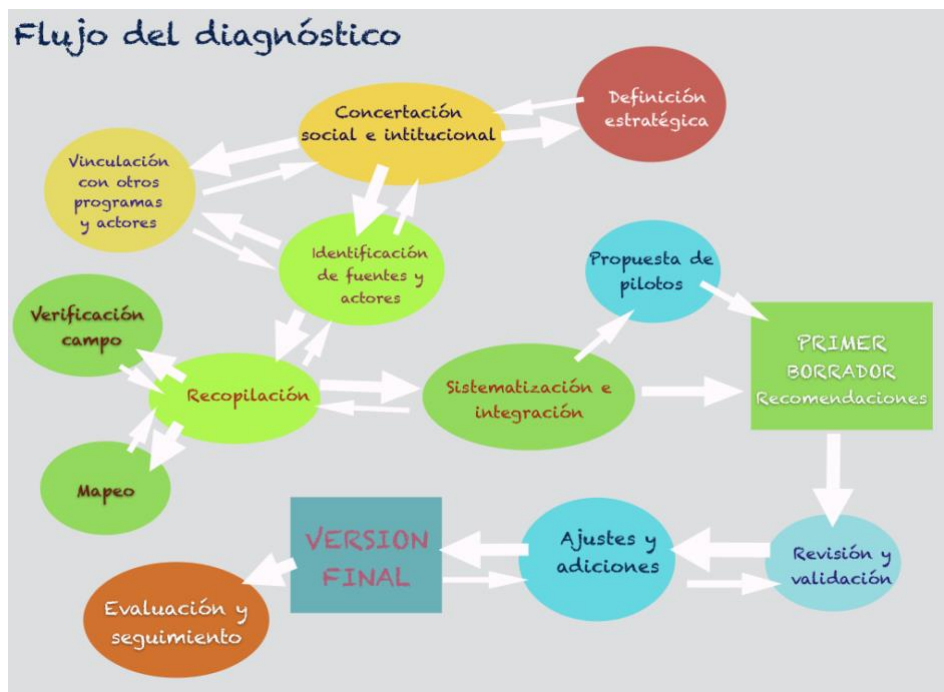 Flujo del diagnóstico
Concertación
social e intitucional
Definición
estratégica
Vinculación
con otros
programas
y actores
Identificación
de fuentes y
actores
Propuesta de
pilotos
Verificación
campo
Recopilación
Sistematización e
integración
PRIMER
BORRADOR
Recomendaciones
Mapeo
VERSION
FINAL
Ajustes y
adiciones
Revisión y
validación
Evaluación y
seguimiento